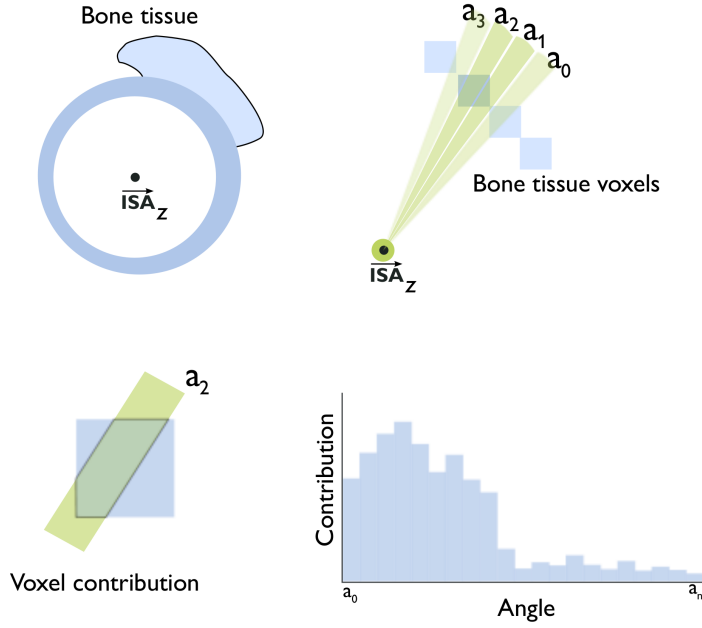 Bone tissue
ISA_Z
a_3 a_2 a_1 a_0
Bone tissue voxels
ISA_Z
a_2
Voxel contribution
Contribution
a_0
a_n
Angle